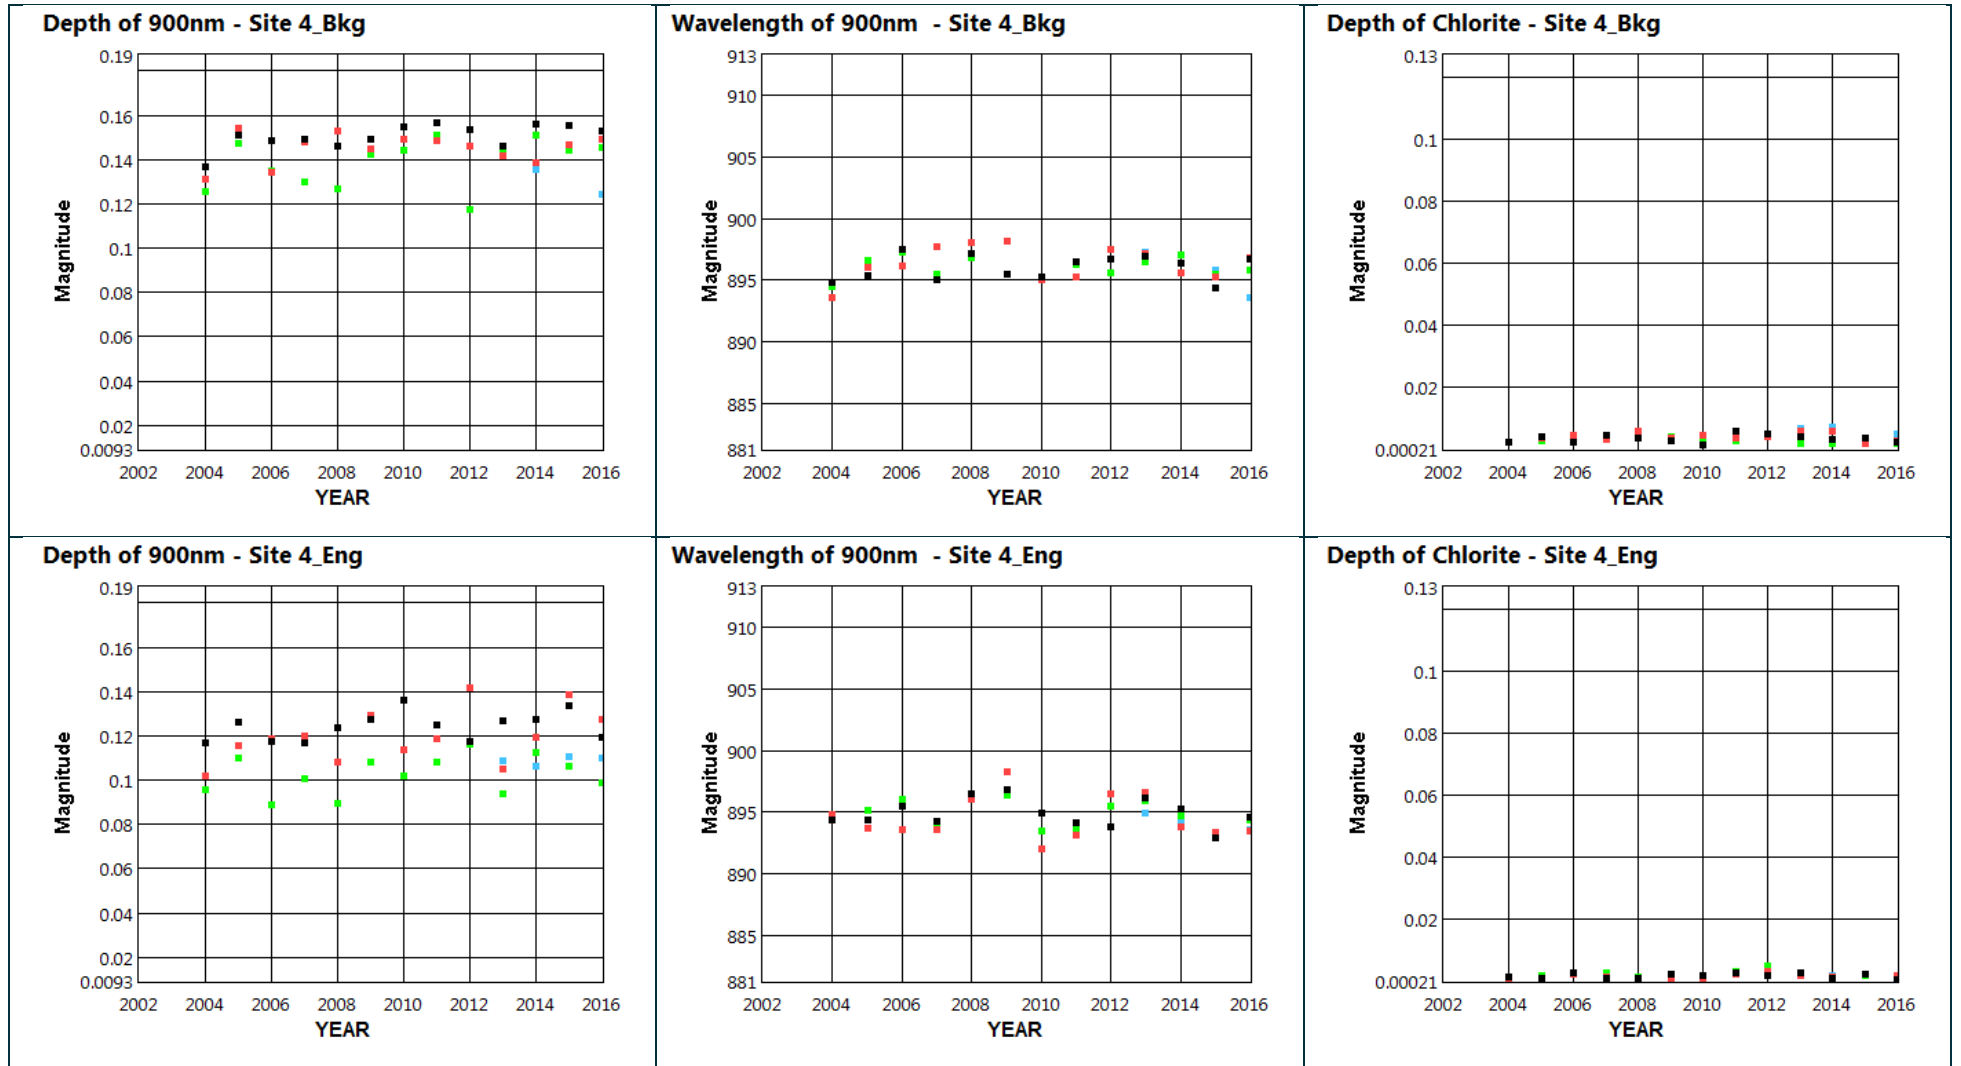 Depth of 900nm - Site 4_Bkg
0.19
0.16
0.14
0.12
0.1
0.08
0.06
0.04
0.02
0.0093
Magnitude
2002 2004 2006 2008 2010 2012 2014 2016
YEAR
Wavelength of 900nm - Site 4_Bkg
913
910
905
900
895
890
885
881
Magnitude
2002 2004 2006 2008 2010 2012 2014 2016
YEAR
Depth of Chlorite - Site 4_Bkg
0.13
0.1
0.08
0.06
0.04
0.02
0.00021
Magnitude
2002 2004 2006 2008 2010 2012 2014 2016
YEAR
Depth of 900nm - Site 4_Eng
0.19
0.16
0.14
0.12
0.1
0.08
0.06
0.04
0.02
0.0093
Magnitude
2002 2004 2006 2008 2010 2012 2014 2016
YEAR
Wavelength of 900nm - Site 4_Eng
913
910
905
900
895
890
885
881
Magnitude
2002 2004 2006 2008 2010 2012 2014 2016
YEAR
Depth of Chlorite - Site 4_Eng
0.13
0.1
0.08
0.06
0.04
0.02
0.00021
Magnitude
2002 2004 2006 2008 2010 2012 2014 2016
YEAR